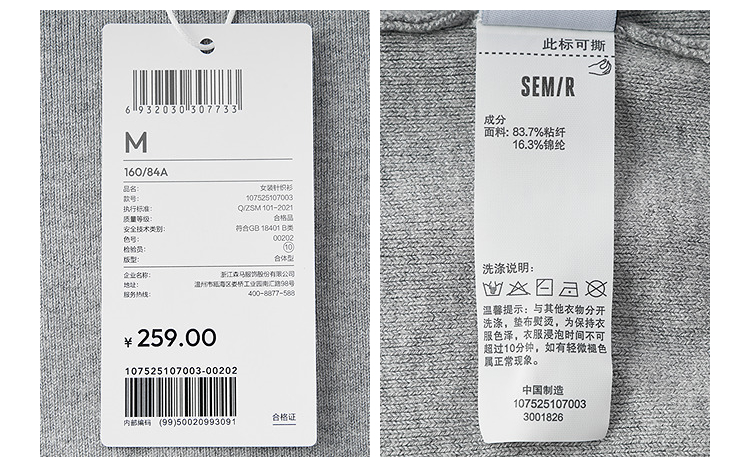 6 932030 307733
M
160/84A
品名: 女装针织衫
款号: 107525107003
执行标准: Q/ZSM 101-2021
质量等级: 合格品
安全技术类别: 符合GB 18401 B类
色号: 00202
检验员: 10
版型: 合体型
企业名称: 浙江森马服饰股份有限公司
地址: 温州市瓯海区娄桥工业园南汇路98号
服务热线: 400-8877-588
¥ 259.00
107525107003-00202
内部编码 (99)50020993091
合格证
此标可撕
SEM/R
成分
面料: 83.7%粘纤
16.3%锦纶
洗涤说明:
温馨提示: 与其他衣物分开
洗涤, 垫布熨烫, 为保持衣
服色泽, 衣服浸泡时间不可
超过10分钟, 如有轻微褪色
属正常现象。
中国制造
107525107003
3001826